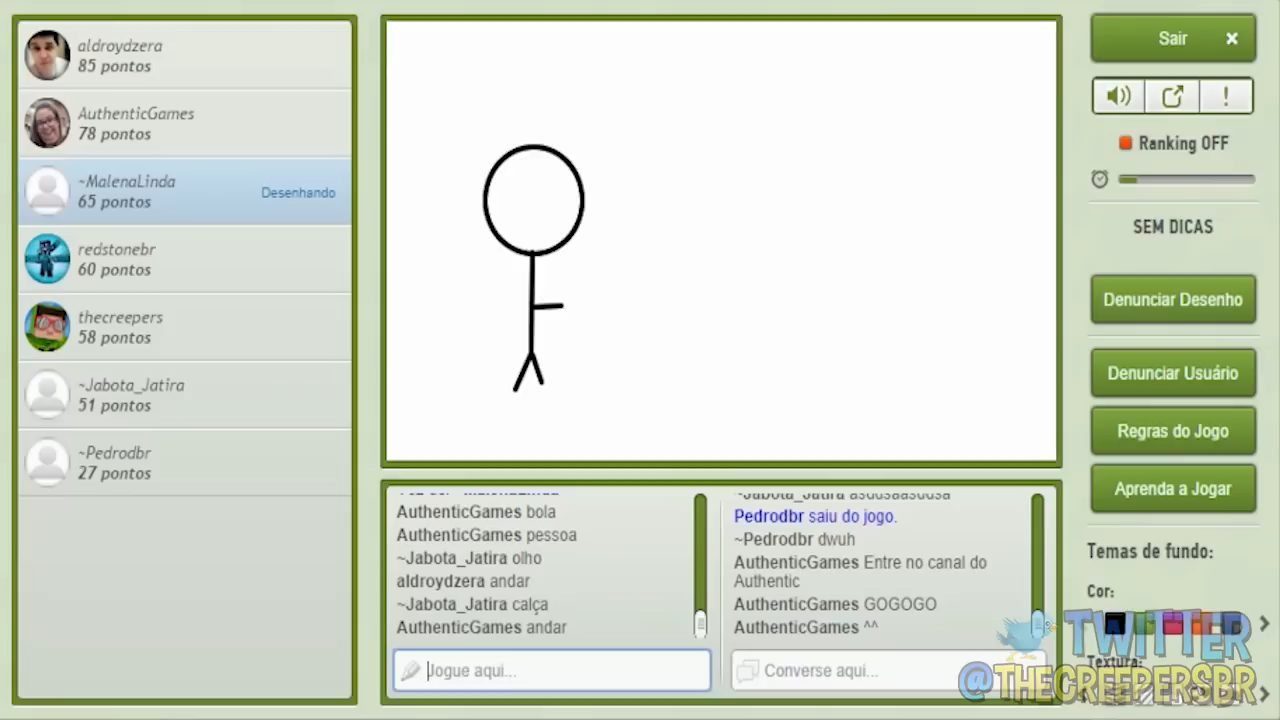 aldroydzera
85 pontos
AuthenticGames
78 pontos
~MalenaLinda
65 pontos
Desenhando
redstonebr
60 pontos
thecreepers
58 pontos
~Jabota_Jatira
51 pontos
~Pedrodbr
27 pontos
AuthenticGames bola
AuthenticGames pessoa
~Jabota_Jatira olho
aldroydzera andar
~Jabota_Jatira calça
AuthenticGames andar
Jogue aqui...
~Jabota_Jatira asdusaasdusa
Pedrodbr saiu do jogo.
~Pedrodbr dwuh
AuthenticGames Entre no canal do
Authentic
AuthenticGames GOGOGO
AuthenticGames ^^
Converse aqui...
Sair ×
!
Ranking OFF
SEM DICAS
Denunciar Desenho
Denunciar Usuário
Regras do Jogo
Aprenda a Jogar
Temas de fundo:
Cor:
Textura:
TWITTER
@THECREEPERSBR